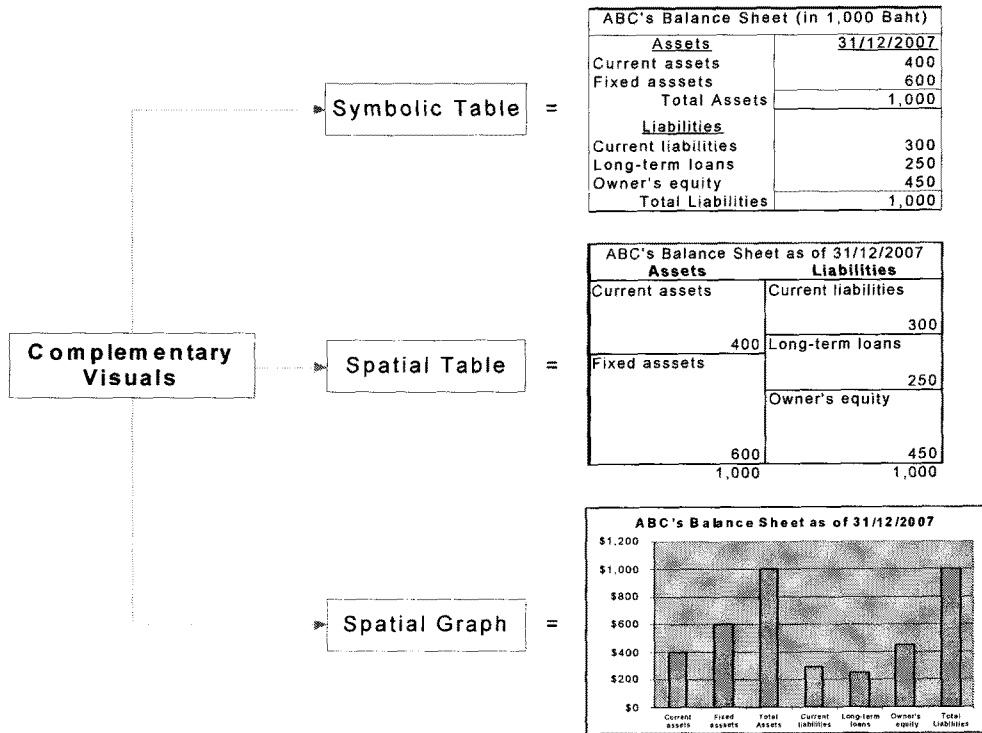 ABC's Balance Sheet (in 1,000 Baht)
Assets 31/12/2007
Current assets 400
Fixed asssets 600
Total Assets 1,000
Liabilities
Current liabilities 300
Long-term loans 250
Owner's equity 450
Total Liabilities 1,000
Symbolic Table =
ABC's Balance Sheet as of 31/12/2007
Assets Liabilities
Current assets Current liabilities
300
400 Long-term loans
Fixed asssets
250
Owner's equity
600 450
1,000 1,000
Complementary
Visuals
Spatial Table =
Spatial Graph =
ABC's Balance Sheet as of 31/12/2007
$1,200
$1,000
$800
$600
$400
$200
$0
Current Fixed Total Current Long-term Owner's Total
assets assets Assets liabilities loans equity Liabilities